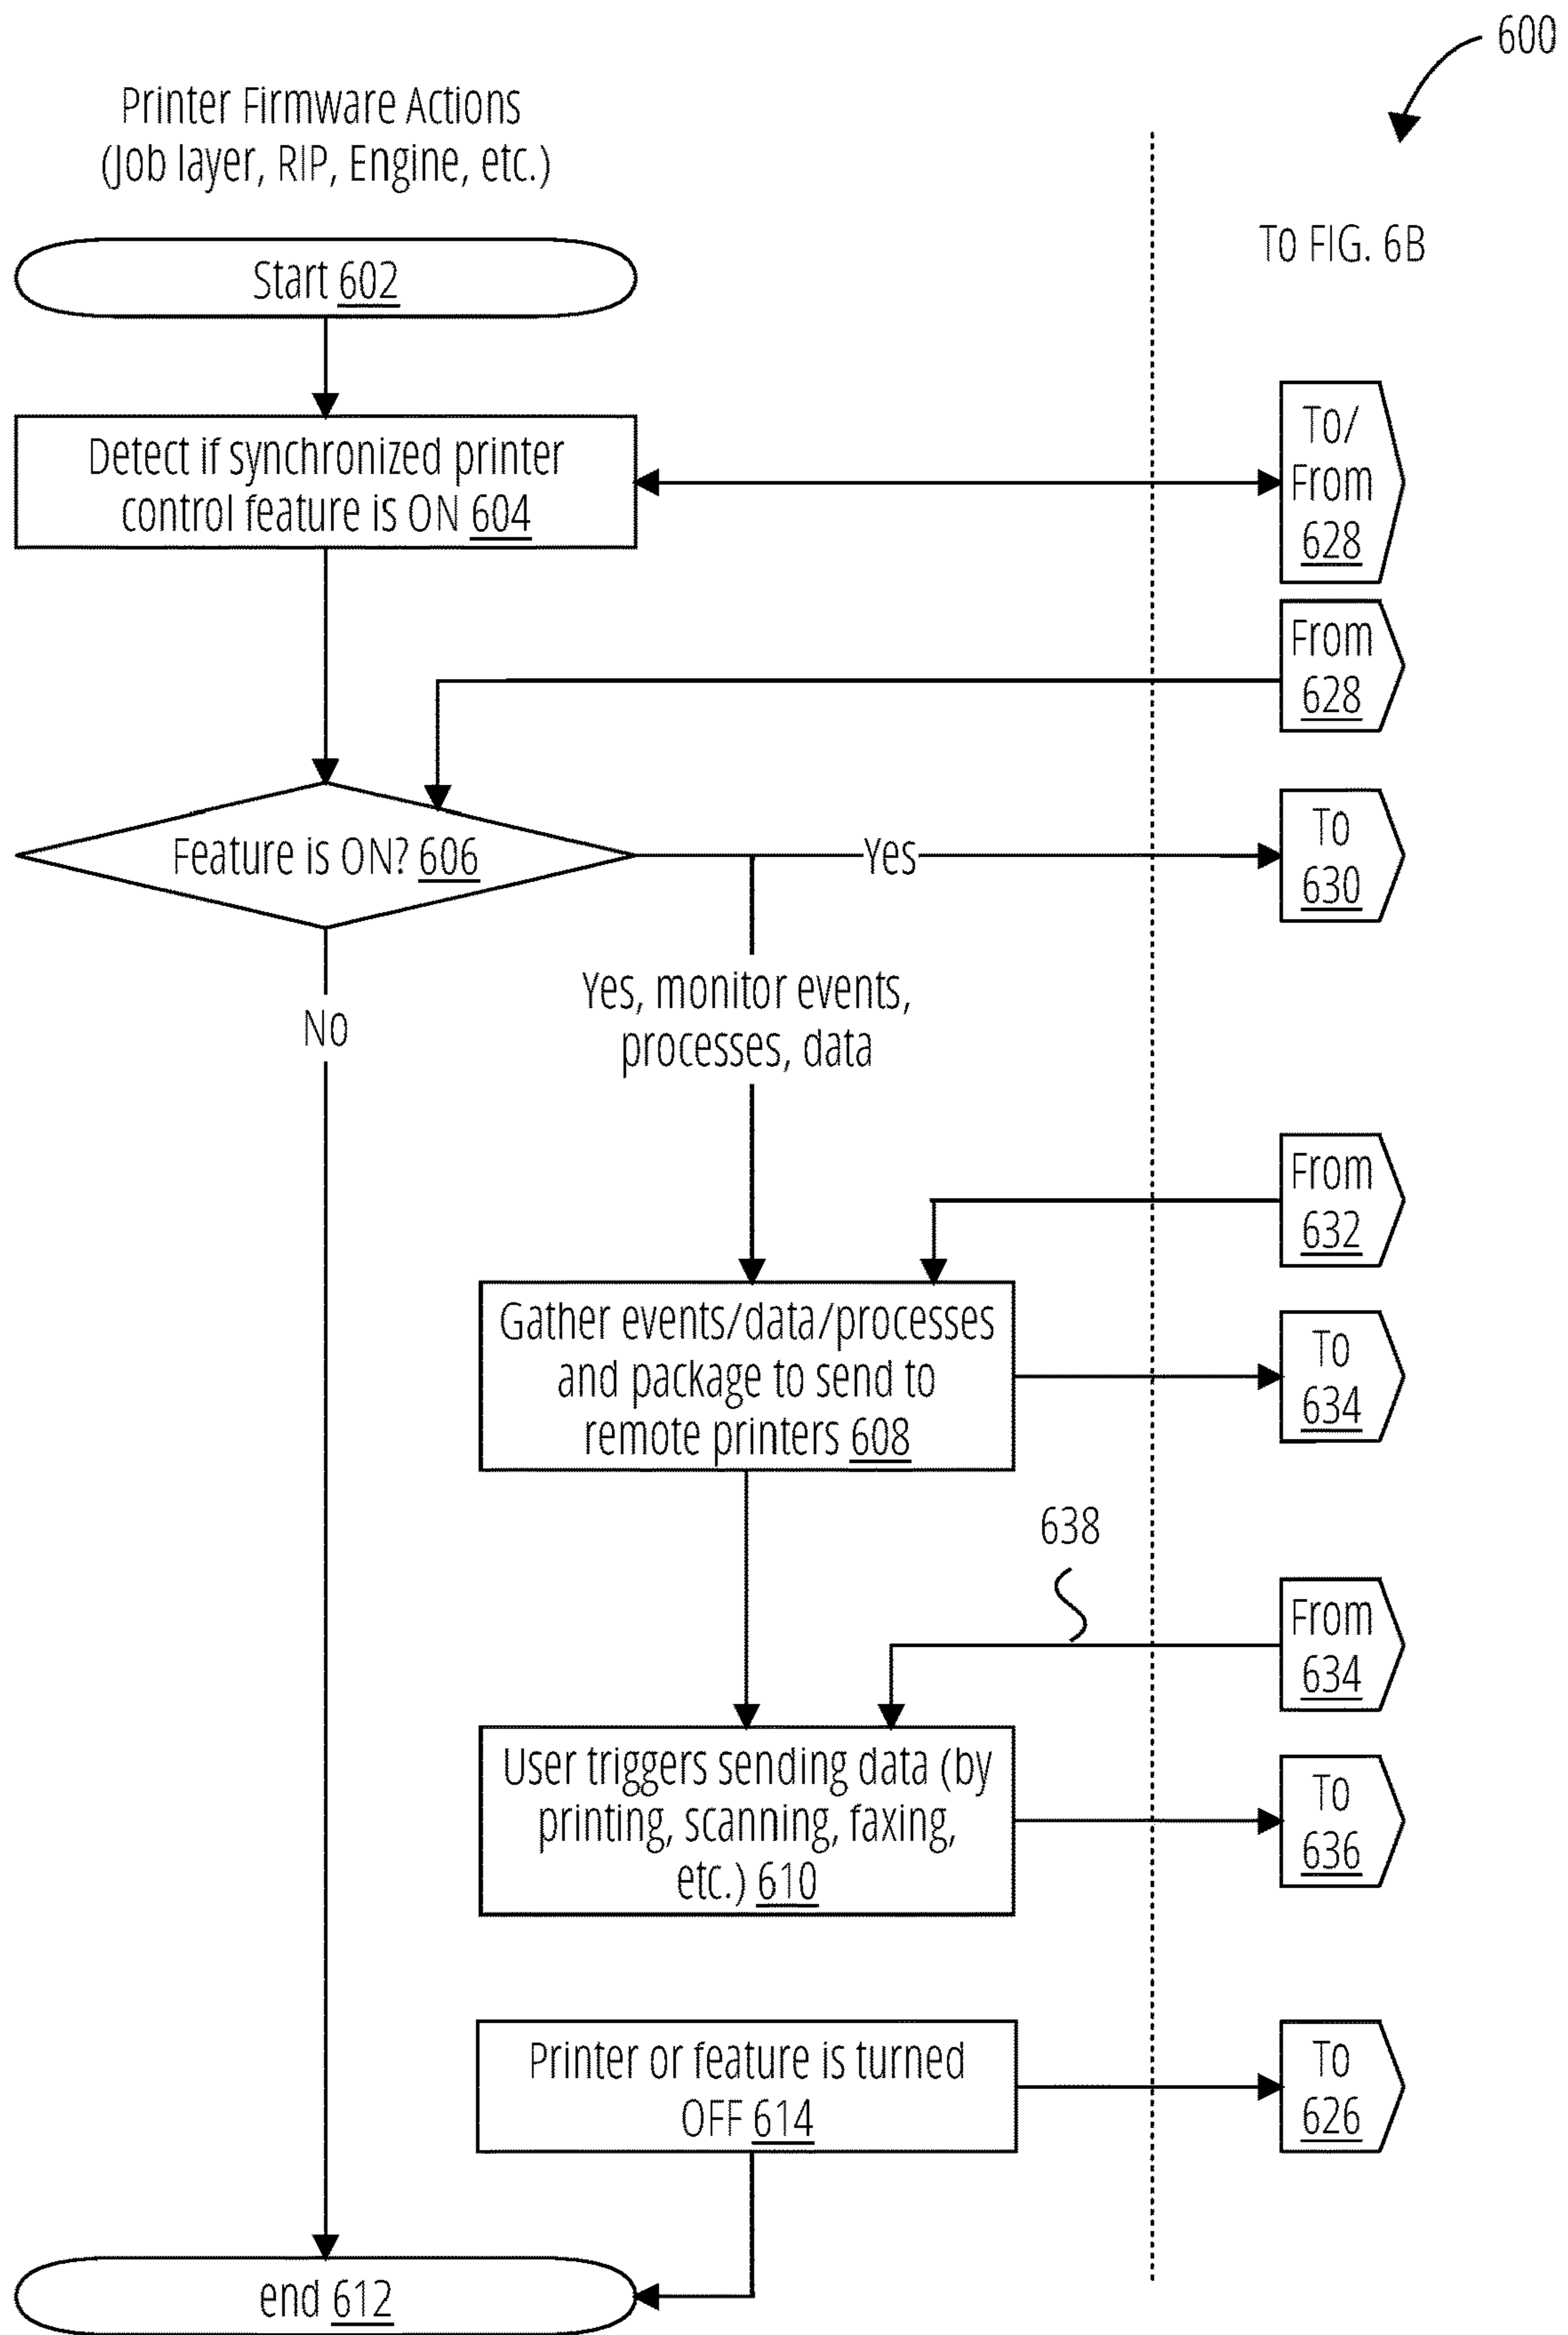 600
Printer Firmware Actions
(Job layer, RIP, Engine, etc.)
To FIG. 6B
Start 602
Detect if synchronized printer
control feature is ON 604
To/
From
628
From
628
Feature is ON? 606
Yes
To
630
No
Yes, monitor events,
processes, data
From
632
Gather events/data/processes
and package to send to
remote printers 608
To
634
638
From
634
User triggers sending data (by
printing, scanning, faxing,
etc.) 610
To
636
Printer or feature is turned
OFF 614
To
626
end 612